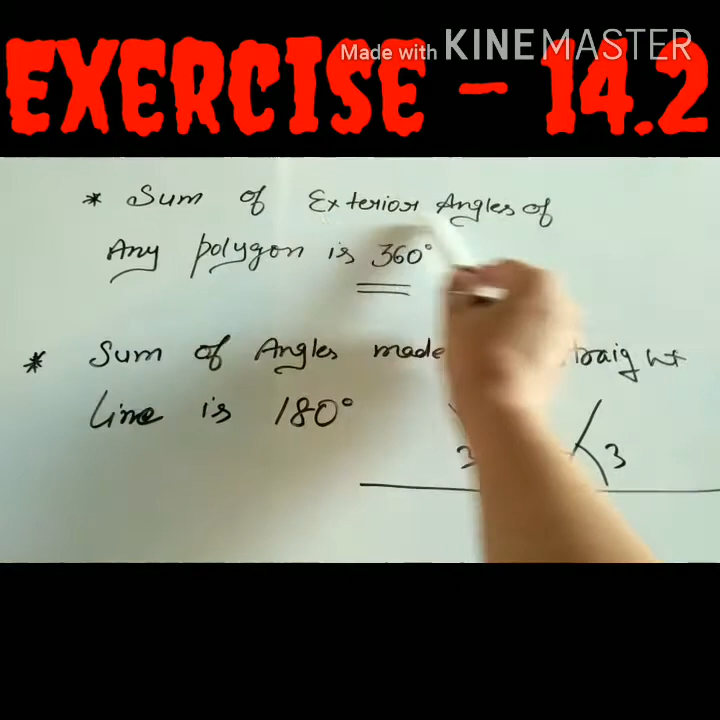 EXERCISE - 14.2
Made with KINEMASTER
* Sum of Exterior Angles of
Any polygon is 360°
* Sum of Angles made
line is 180°
3
3